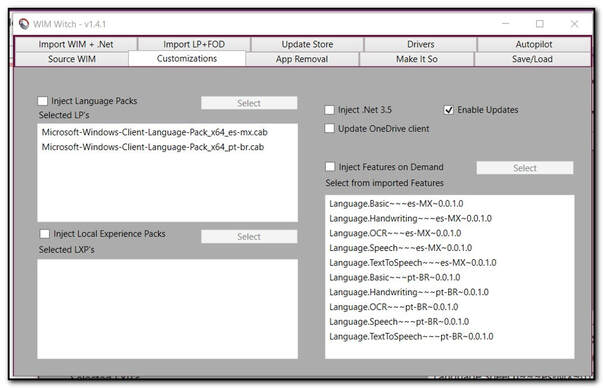 WIM Witch - v1.4.1
Import WIM + .Net
Import LP+FOD
Update Store
Drivers
Autopilot
Source WIM
Customizations
App Removal
Make It So
Save/Load
Inject Language Packs
Select
Selected LP's
Microsoft-Windows-Client-Language-Pack_x64_es-mx.cab
Microsoft-Windows-Client-Language-Pack_x64_pt-br.cab
Inject Local Experience Packs
Select
Selected LXP's
Inject .Net 3.5
Enable Updates
Update OneDrive client
Inject Features on Demand
Select
Select from imported Features
Language.Basic~~~es-MX~0.0.1.0
Language.Handwriting~~~es-MX~0.0.1.0
Language.OCR~~~es-MX~0.0.1.0
Language.Speech~~~es-MX~0.0.1.0
Language.TextToSpeech~~~es-MX~0.0.1.0
Language.Basic~~~pt-BR~0.0.1.0
Language.Handwriting~~~pt-BR~0.0.1.0
Language.OCR~~~pt-BR~0.0.1.0
Language.Speech~~~pt-BR~0.0.1.0
Language.TextToSpeech~~~pt-BR~0.0.1.0